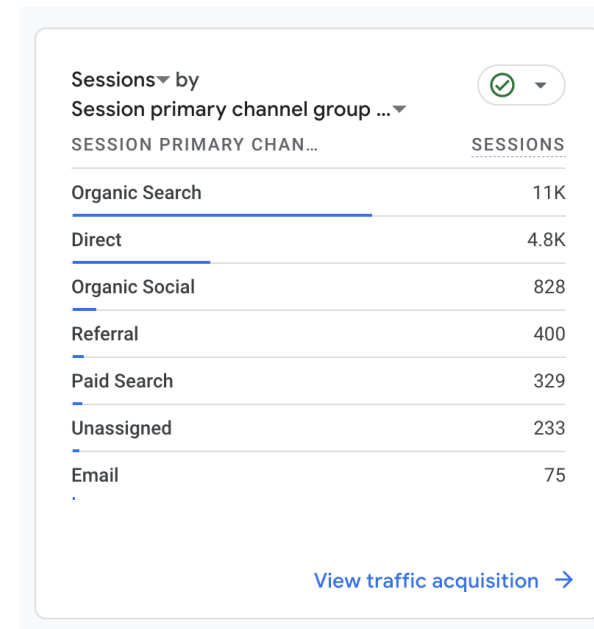 Sessions by
Session primary channel group ...
SESSION PRIMARY CHAN... SESSIONS
Organic Search 11K
Direct 4.8K
Organic Social 828
Referral 400
Paid Search 329
Unassigned 233
Email 75
View traffic acquisition